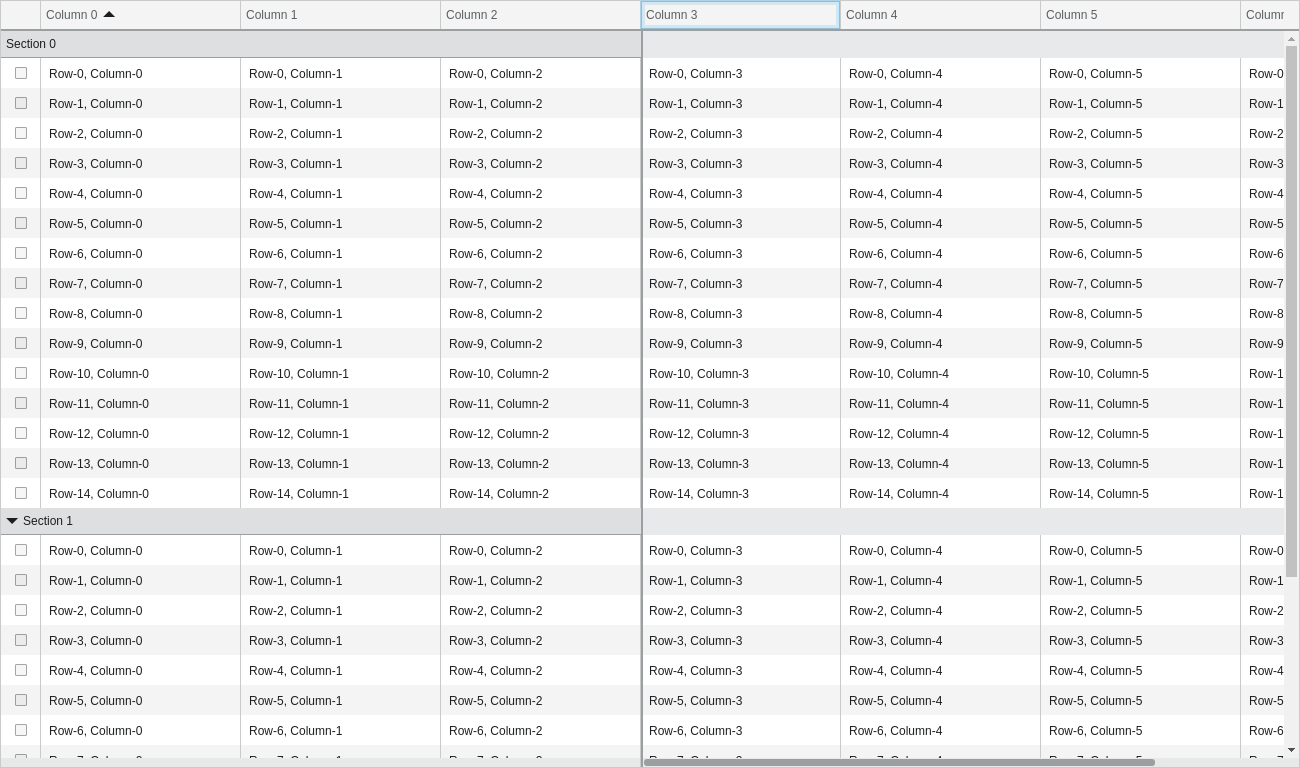 Column 0 Column 1 Column 2 Column 3 Column 4 Column 5 Colum
Section 0
Row-0, Column-0 Row-0, Column-1 Row-0, Column-2 Row-0, Column-3 Row-0, Column-4 Row-0, Column-5 Row-0
Row-1, Column-0 Row-1, Column-1 Row-1, Column-2 Row-1, Column-3 Row-1, Column-4 Row-1, Column-5 Row-1
Row-2, Column-0 Row-2, Column-1 Row-2, Column-2 Row-2, Column-3 Row-2, Column-4 Row-2, Column-5 Row-2
Row-3, Column-0 Row-3, Column-1 Row-3, Column-2 Row-3, Column-3 Row-3, Column-4 Row-3, Column-5 Row-3
Row-4, Column-0 Row-4, Column-1 Row-4, Column-2 Row-4, Column-3 Row-4, Column-4 Row-4, Column-5 Row-4
Row-5, Column-0 Row-5, Column-1 Row-5, Column-2 Row-5, Column-3 Row-5, Column-4 Row-5, Column-5 Row-5
Row-6, Column-0 Row-6, Column-1 Row-6, Column-2 Row-6, Column-3 Row-6, Column-4 Row-6, Column-5 Row-6
Row-7, Column-0 Row-7, Column-1 Row-7, Column-2 Row-7, Column-3 Row-7, Column-4 Row-7, Column-5 Row-7
Row-8, Column-0 Row-8, Column-1 Row-8, Column-2 Row-8, Column-3 Row-8, Column-4 Row-8, Column-5 Row-8
Row-9, Column-0 Row-9, Column-1 Row-9, Column-2 Row-9, Column-3 Row-9, Column-4 Row-9, Column-5 Row-9
Row-10, Column-0 Row-10, Column-1 Row-10, Column-2 Row-10, Column-3 Row-10, Column-4 Row-10, Column-5 Row-1
Row-11, Column-0 Row-11, Column-1 Row-11, Column-2 Row-11, Column-3 Row-11, Column-4 Row-11, Column-5 Row-1
Row-12, Column-0 Row-12, Column-1 Row-12, Column-2 Row-12, Column-3 Row-12, Column-4 Row-12, Column-5 Row-1
Row-13, Column-0 Row-13, Column-1 Row-13, Column-2 Row-13, Column-3 Row-13, Column-4 Row-13, Column-5 Row-1
Row-14, Column-0 Row-14, Column-1 Row-14, Column-2 Row-14, Column-3 Row-14, Column-4 Row-14, Column-5 Row-1
Section 1
Row-0, Column-0 Row-0, Column-1 Row-0, Column-2 Row-0, Column-3 Row-0, Column-4 Row-0, Column-5 Row-0
Row-1, Column-0 Row-1, Column-1 Row-1, Column-2 Row-1, Column-3 Row-1, Column-4 Row-1, Column-5 Row-1
Row-2, Column-0 Row-2, Column-1 Row-2, Column-2 Row-2, Column-3 Row-2, Column-4 Row-2, Column-5 Row-2
Row-3, Column-0 Row-3, Column-1 Row-3, Column-2 Row-3, Column-3 Row-3, Column-4 Row-3, Column-5 Row-3
Row-4, Column-0 Row-4, Column-1 Row-4, Column-2 Row-4, Column-3 Row-4, Column-4 Row-4, Column-5 Row-4
Row-5, Column-0 Row-5, Column-1 Row-5, Column-2 Row-5, Column-3 Row-5, Column-4 Row-5, Column-5 Row-5
Row-6, Column-0 Row-6, Column-1 Row-6, Column-2 Row-6, Column-3 Row-6, Column-4 Row-6, Column-5 Row-6